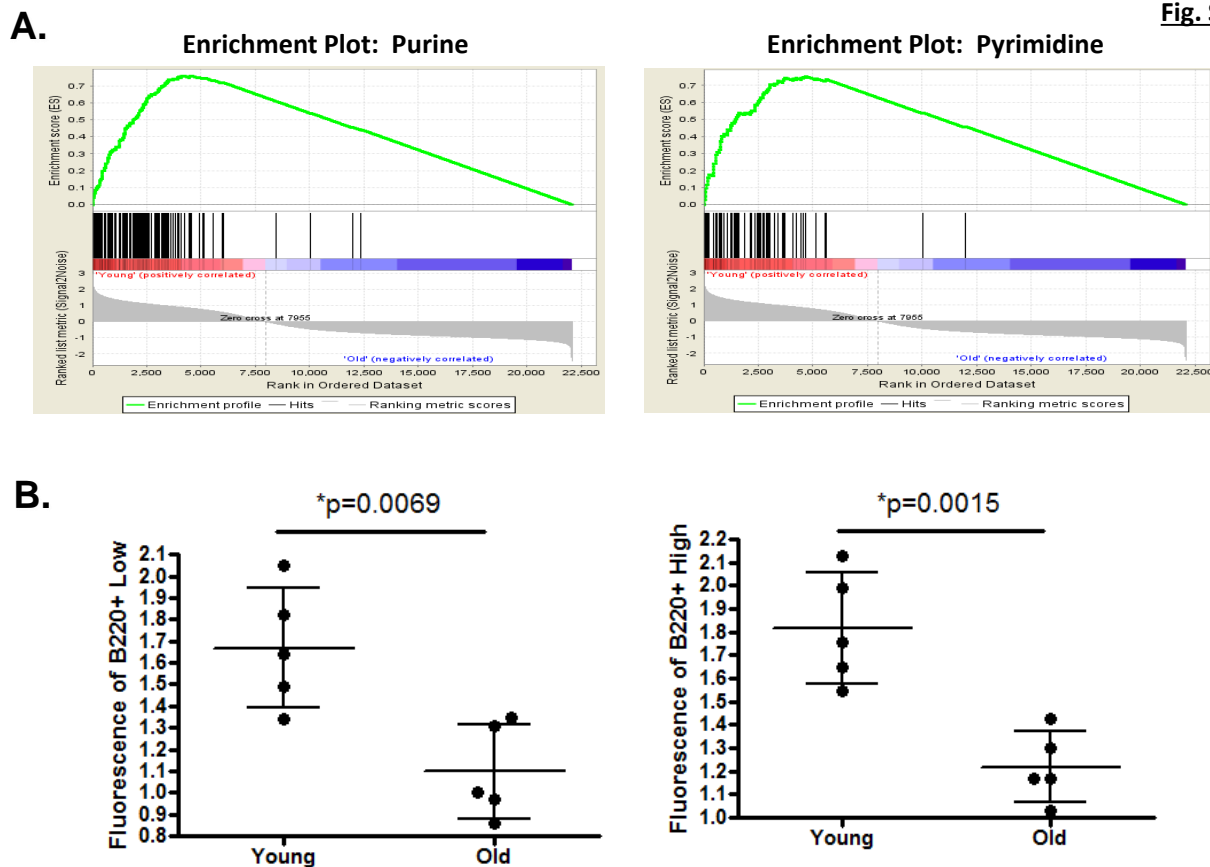 Fig. S
A.
Enrichment Plot: Purine
Enrichment score (ES)
0.7
0.6
0.5
0.4
0.3
0.2
0.1
0.0
'Young' (positively correlated)
Ranked list metric (Signal2Noise)
3
2
1
0
-1
-2
Zero cross at 7955
'Old' (negatively correlated)
0 2,500 5,000 7,500 10,000 12,500 15,000 17,500 20,000 22,500
Rank in Ordered Dataset
Enrichment profile Hits Ranking metric scores
Enrichment Plot: Pyrimidine
Enrichment score (ES)
0.7
0.6
0.5
0.4
0.3
0.2
0.1
0.0
'Young' (positively correlated)
Ranked list metric (Signal2Noise)
3
2
1
0
-1
-2
Zero cross at 7955
'Old' (negatively correlated)
0 2,500 5,000 7,500 10,000 12,500 15,000 17,500 20,000 22,500
Rank in Ordered Dataset
Enrichment profile Hits Ranking metric scores
B.
*p=0.0069
Fluorescence of B220+ Low
2.1
2.0
1.9
1.8
1.7
1.6
1.5
1.4
1.3
1.2
1.1
1.0
0.9
0.8
Young Old
*p=0.0015
Fluorescence of B220+ High
2.2
2.1
2.0
1.9
1.8
1.7
1.6
1.5
1.4
1.3
1.2
1.1
1.0
Young Old